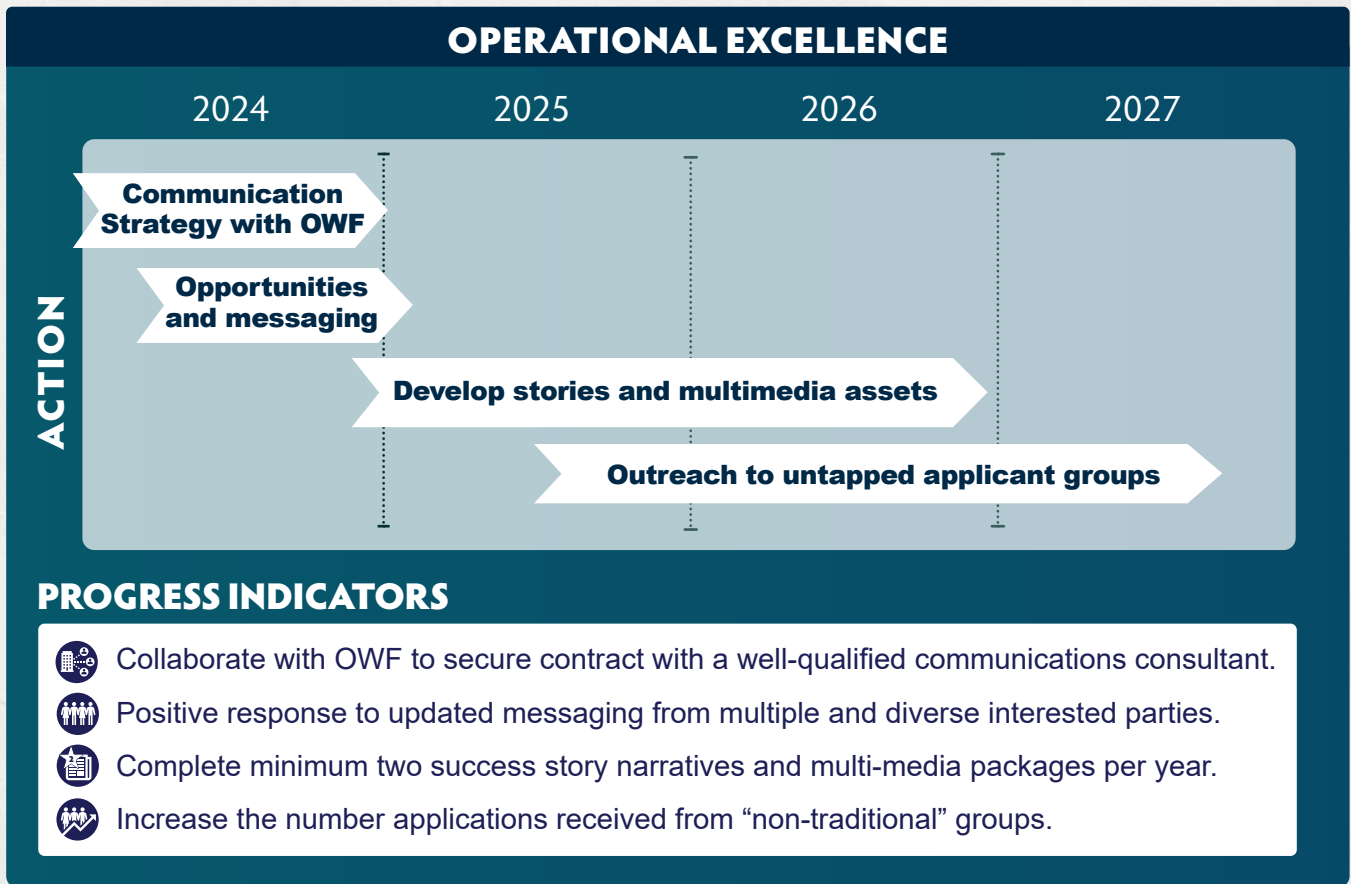 OPERATIONAL EXCELLENCE
2024 2025 2026 2027
ACTION
Communication
Strategy with OWF
Opportunities
and messaging
Develop stories and multimedia assets
Outreach to untapped applicant groups
PROGRESS INDICATORS
Collaborate with OWF to secure contract with a well-qualified communications consultant.
Positive response to updated messaging from multiple and diverse interested parties.
Complete minimum two success story narratives and multi-media packages per year.
Increase the number applications received from “non-traditional” groups.